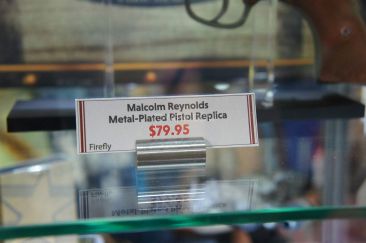 Malcolm Reynolds
Metal-Plated Pistol Replica
$79.95
Firefly